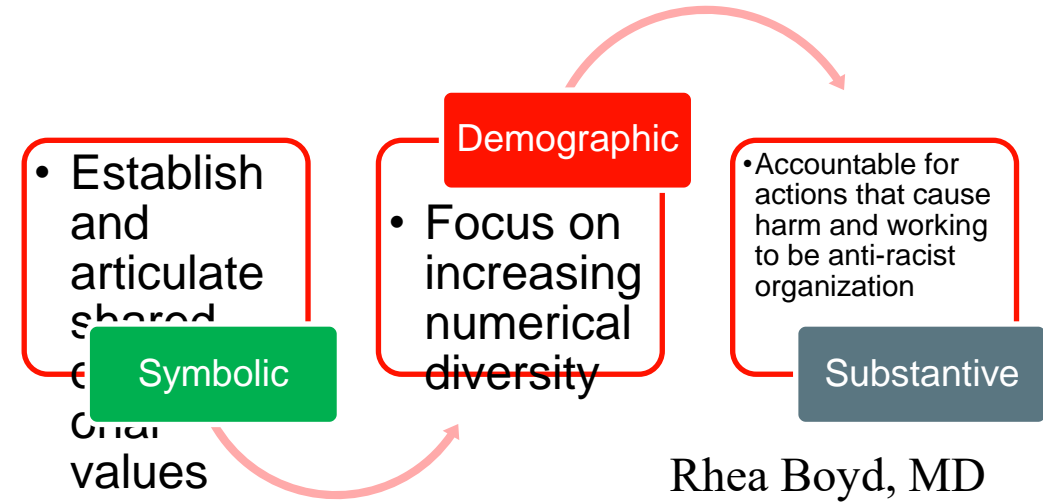 • Establish
and
articulate
shared
values
Symbolic
Demographic
• Focus on
increasing
numerical
diversity
•Accountable for
actions that cause
harm and working
to be anti-racist
organization
Substantive
Rhea Boyd, MD